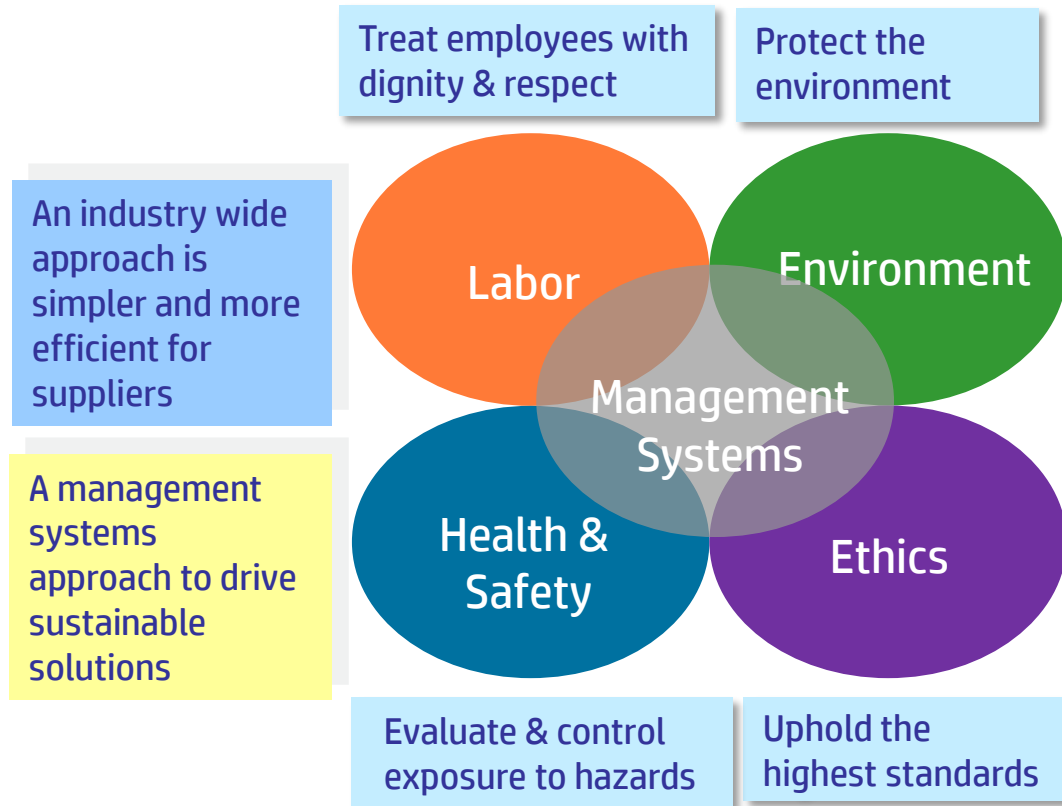 Treat employees with
dignity & respect
Protect the
environment
An industry wide
approach is
simpler and more
efficient for
suppliers
Labor
Environment
Management
Systems
A management
systems
approach to drive
sustainable
solutions
Health &
Safety
Ethics
Evaluate & control
exposure to hazards
Uphold the
highest standards